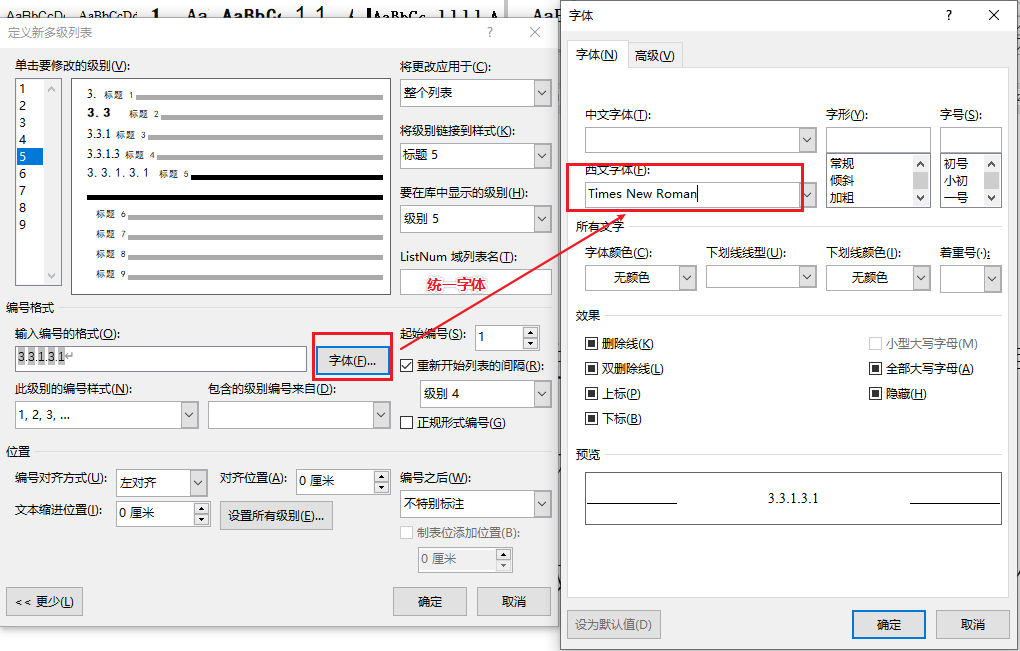 AaBbCcDi
定义新多级列表
?
单击要修改的级别(V):
1
2
3
4
5
6
7
8
9
3. 标题 1
3. 3 标题 2
3.3.1 标题 3
3.3.1.3 标题 4
3. 3. 1. 3. 1 标题 5
标题 6
标题 7
标题 8
标题 9
将更改应用于(C):
整个列表
将级别链接到样式(K):
标题 5
要在库中显示的级别(H):
级别 5
ListNum 域列表名(T):
统一字体
编号格式
输入编号的格式(O):
3.3.1.3.1
字体(F)...
起始编号(S):
1
重新开始列表的间隔(R):
级别 4
此级别的编号样式(N):
1, 2, 3, ...
包含的级别编号来自(D):
正规形式编号(G)
位置
编号对齐方式(U):
左对齐
对齐位置(A):
0 厘米
编号之后(W):
不特别标注
文本缩进位置(I):
0 厘米
设置所有级别(E)...
制表位添加位置(B):
0 厘米
<< 更少(L)
确定
取消
字体
?
字体(N)
高级(V)
中文字体(T):
字形(Y):
字号(S):
常规
倾斜
加粗
初号
小初
一号
西文字体(F):
Times New Roman
所有文字
字体颜色(C):
下划线线型(U):
下划线颜色(I):
着重号(·):
无颜色
无颜色
效果
删除线(K)
双删除线(L)
上标(P)
下标(B)
小型大写字母(M)
全部大写字母(A)
隐藏(H)
预览
3.3.1.3.1
设为默认值(D)
确定
取消